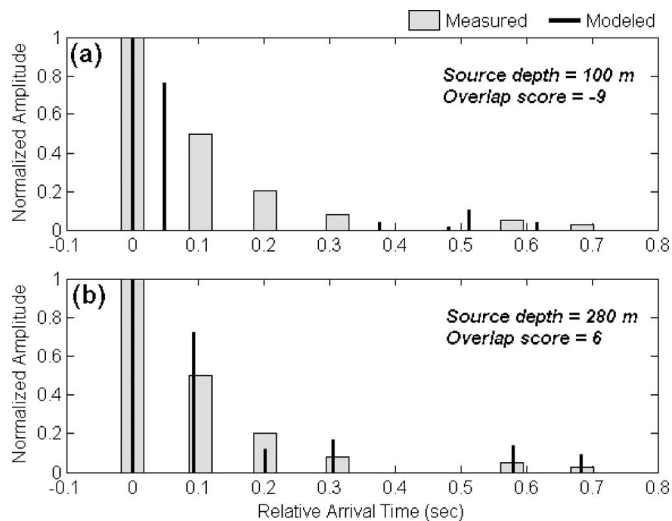 Measured Modeled
(a)
Source depth = 100 m
Overlap score = -9
Normalized Amplitude
1
0.8
0.6
0.4
0.2
0
-0.1 0 0.1 0.2 0.3 0.4 0.5 0.6 0.7 0.8
(b)
Source depth = 280 m
Overlap score = 6
Normalized Amplitude
1
0.8
0.6
0.4
0.2
0
-0.1 0 0.1 0.2 0.3 0.4 0.5 0.6 0.7 0.8
Relative Arrival Time (sec)